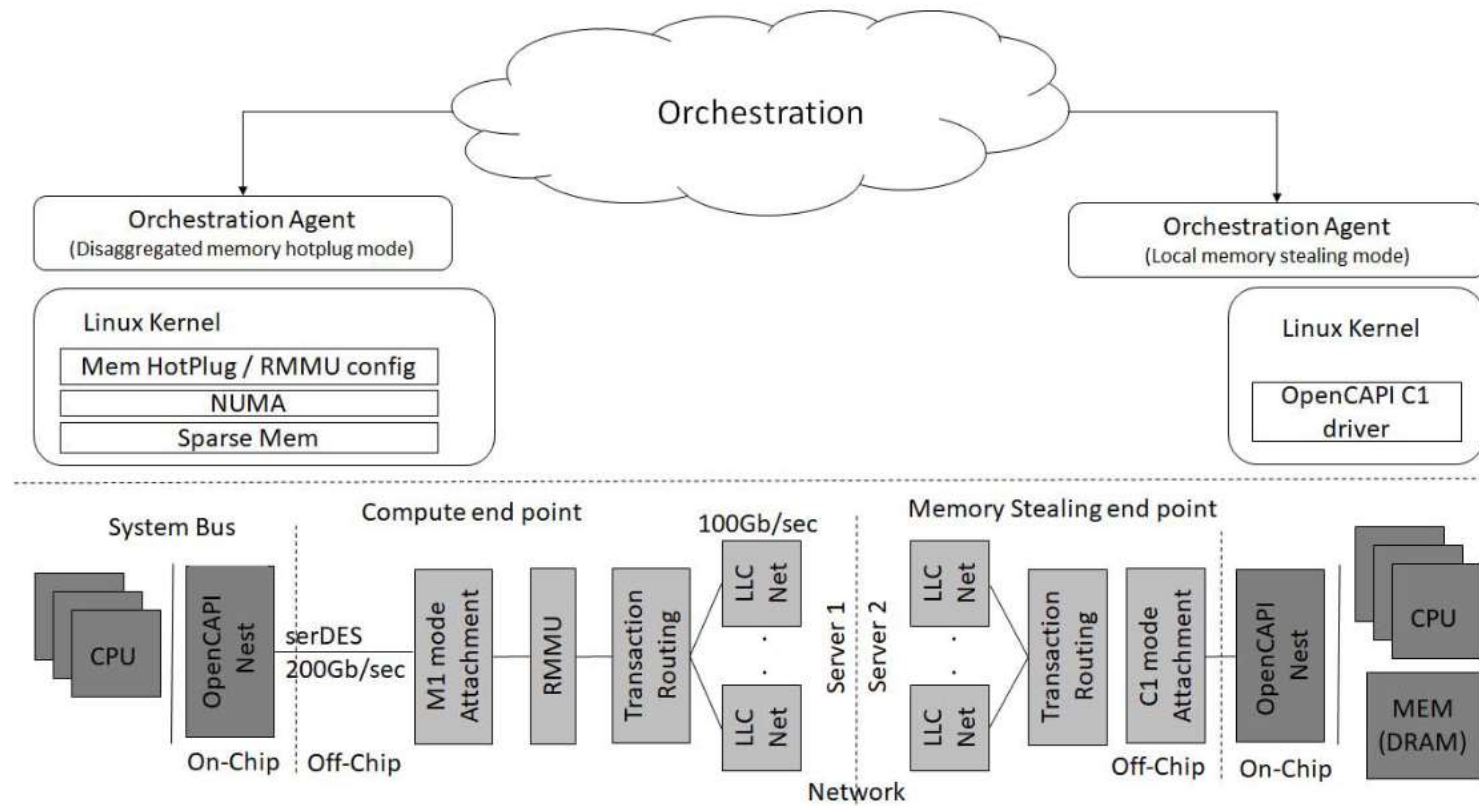 Orchestration
Orchestration Agent
(Disaggregated memory hotplug mode)
Orchestration Agent
(Local memory stealing mode)
Linux Kernel
Mem HotPlug / RMMU config
NUMA
Sparse Mem
Linux Kernel
OpenCAPI C1
driver
System Bus
Compute end point
100Gb/sec
Memory Stealing end point
CPU
OpenCAPI
Nest
serDES
200Gb/sec
M1 mode
Attachment
RMMU
Transaction
Routing
LLC
Net
. .
LLC
Net
Server 1
Server 2
LLC
Net
. .
LLC
Net
Transaction
Routing
C1 mode
Attachment
OpenCAPI
Nest
CPU
MEM
(DRAM)
On-Chip
Off-Chip
Off-Chip
On-Chip
Network